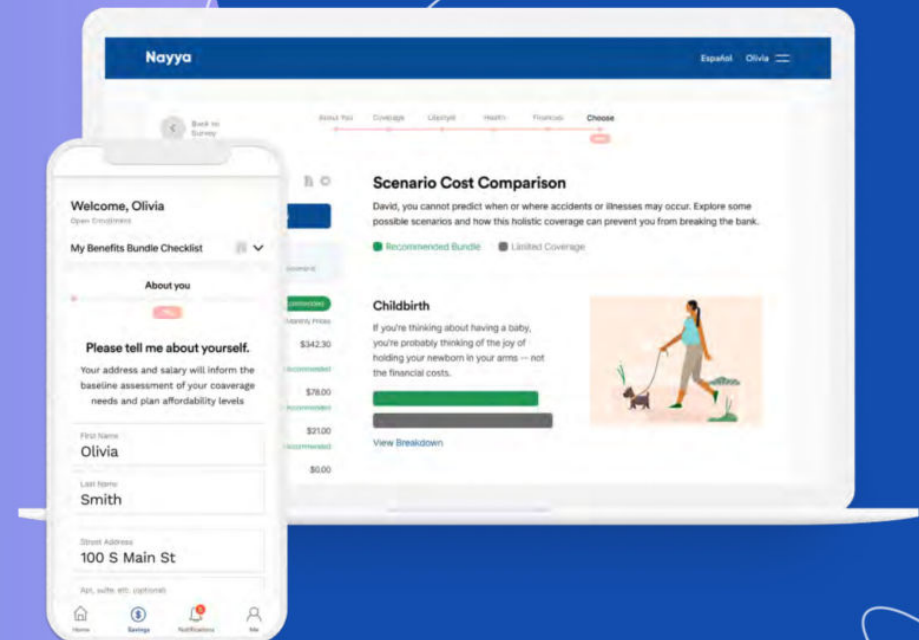 Nayya
Español Olivia
Back to
Survey
About You Coverage Lifestyle Health Finances Choose
Scenario Cost Comparison
David, you cannot predict when or where accidents or illnesses may occur. Explore some
possible scenarios and how this holistic coverage can prevent you from breaking the bank.
Recommended Bundle Limited Coverage
Monthly Prices
$342.30
$78.00
$21.00
$0.00
Childbirth
If you're thinking about having a baby,
you're probably thinking of the joy of
holding your newborn in your arms — not
the financial costs.
View Breakdown
Welcome, Olivia
Open Enrollment
My Benefits Bundle Checklist
About you
Please tell me about yourself.
Your address and salary will inform the
baseline assessment of your coaverage
needs and plan affordability levels
First Name
Olivia
Last Name
Smith
Street Address
100 S Main St
Apt, suite, etc. (optional)
Home Savings Notifications Me